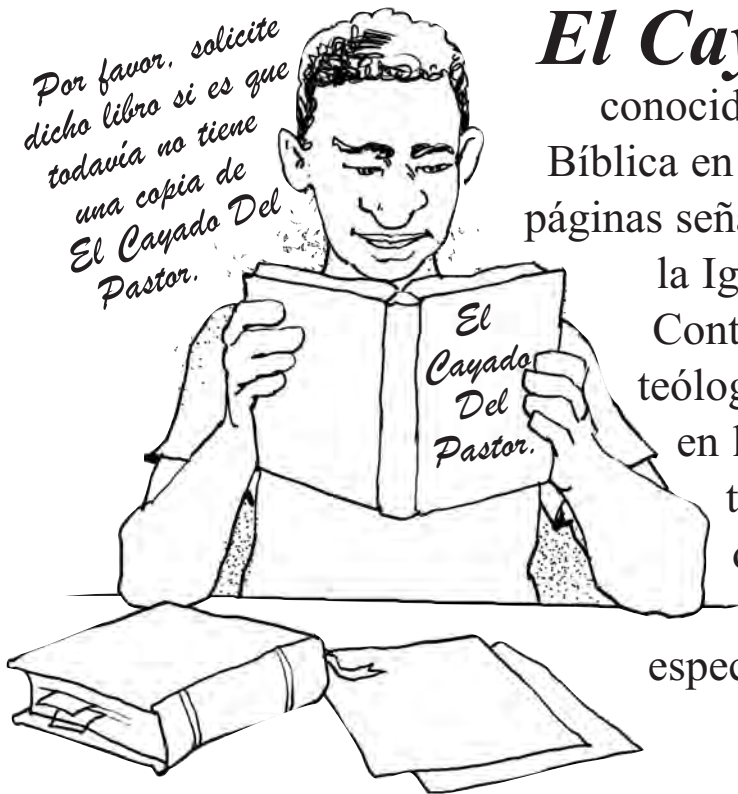 Por favor, solicite
dicho libro si es que
todavía no tiene
una copia de
El Cayado Del
Pastor.
El
Cayado
Del
Pastor.
El Cay
conocid
Bíblica en
páginas seña
la Ig
Cont
teólog
en l
t
espec